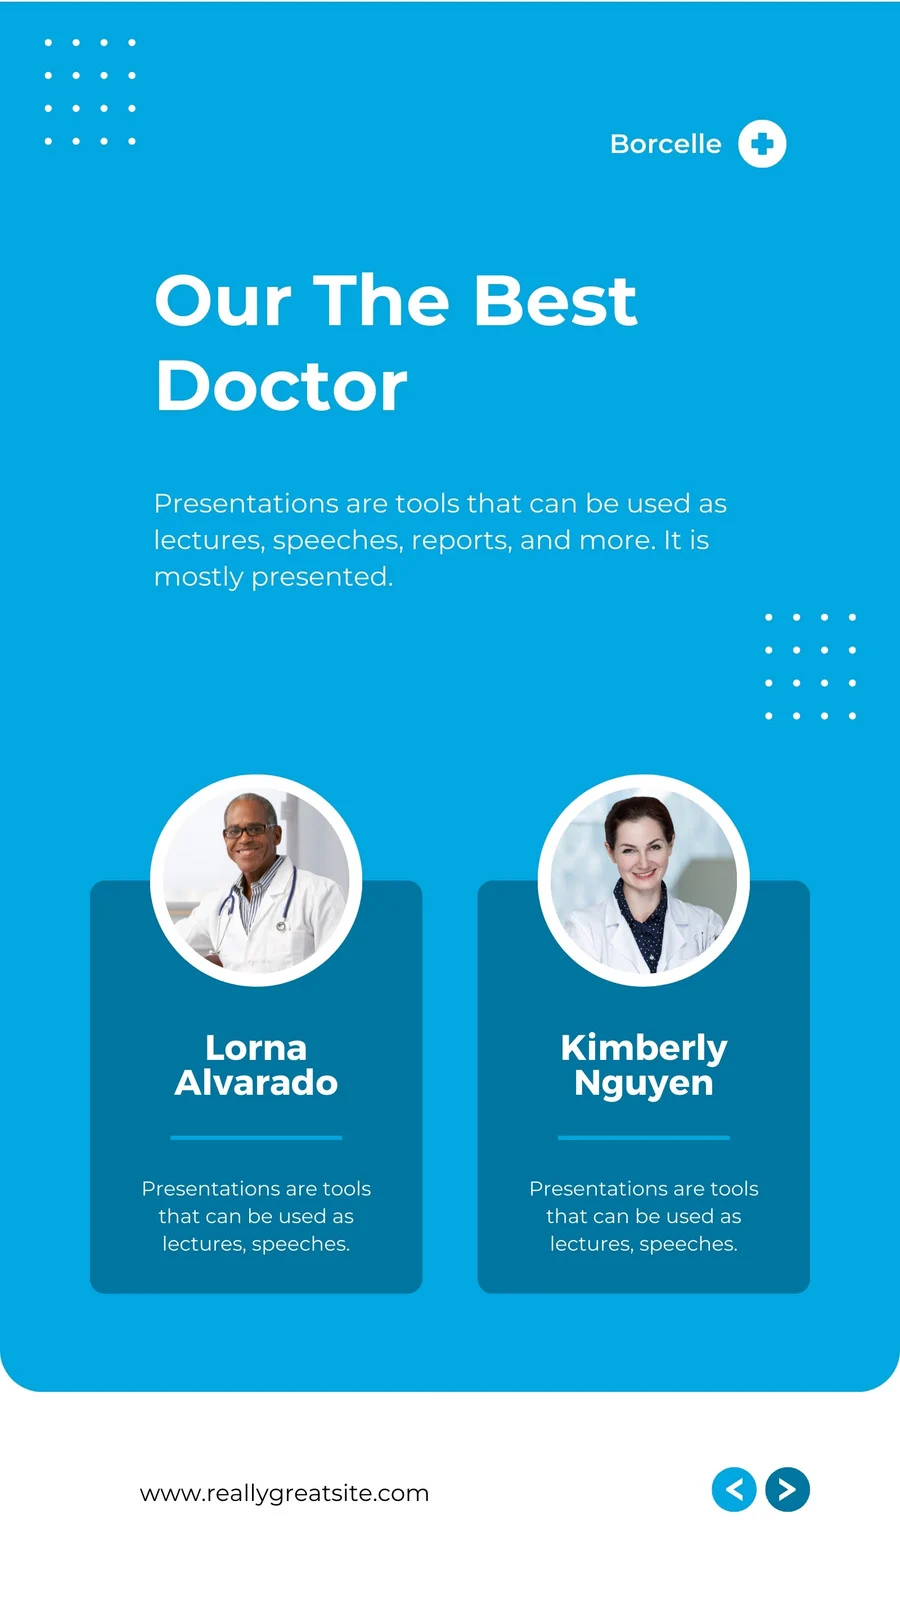 Borcelle
Our The Best
Doctor
Presentations are tools that can be used as
lectures, speeches, reports, and more. It is
mostly presented.
Lorna
Alvarado
Presentations are tools
that can be used as
lectures, speeches.
Kimberly
Nguyen
Presentations are tools
that can be used as
lectures, speeches.
www.reallygreatsite.com